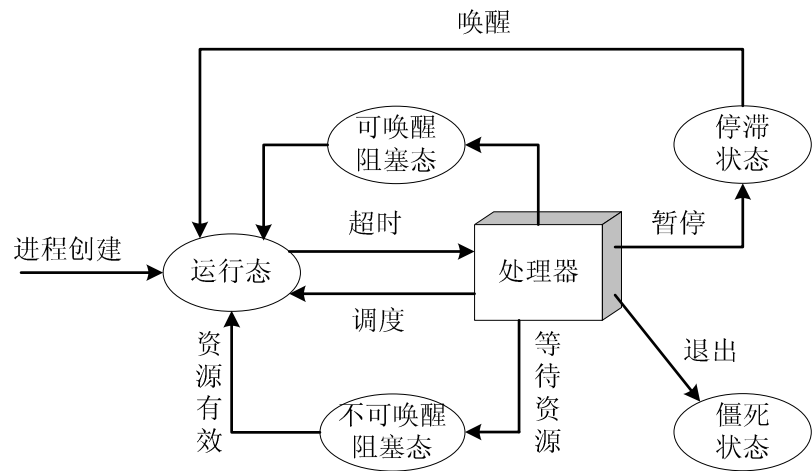 唤醒
可唤醒
阻塞态
停滞
状态
超时
暂停
进程创建
运行态
处理器
调度
资源有效
等待资源
退出
不可唤醒
阻塞态
僵死
状态